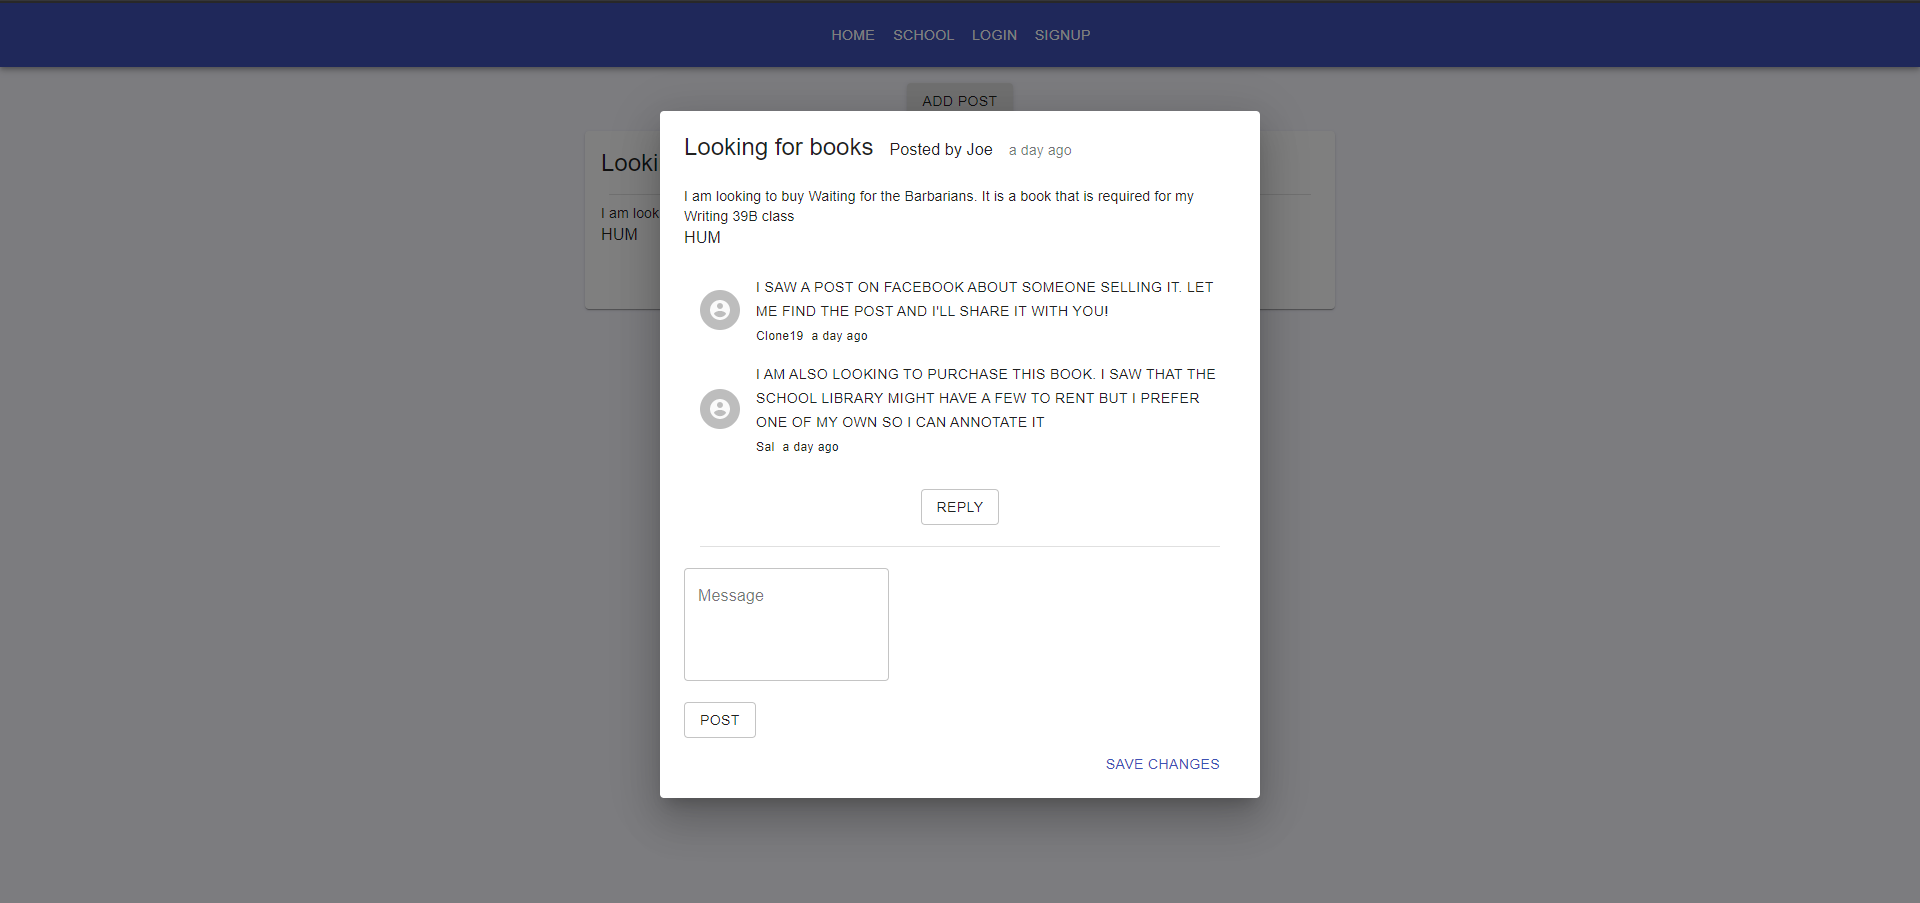 HOME SCHOOL LOGIN SIGNUP
ADD POST
Looki
I am look
HUM
Looking for books Posted by Joe a day ago
I am looking to buy Waiting for the Barbarians. It is a book that is required for my
Writing 39B class
HUM
I SAW A POST ON FACEBOOK ABOUT SOMEONE SELLING IT. LET
ME FIND THE POST AND I'LL SHARE IT WITH YOU!
Clone19 a day ago
I AM ALSO LOOKING TO PURCHASE THIS BOOK. I SAW THAT THE
SCHOOL LIBRARY MIGHT HAVE A FEW TO RENT BUT I PREFER
ONE OF MY OWN SO I CAN ANNOTATE IT
Sal a day ago
REPLY
Message
POST
SAVE CHANGES